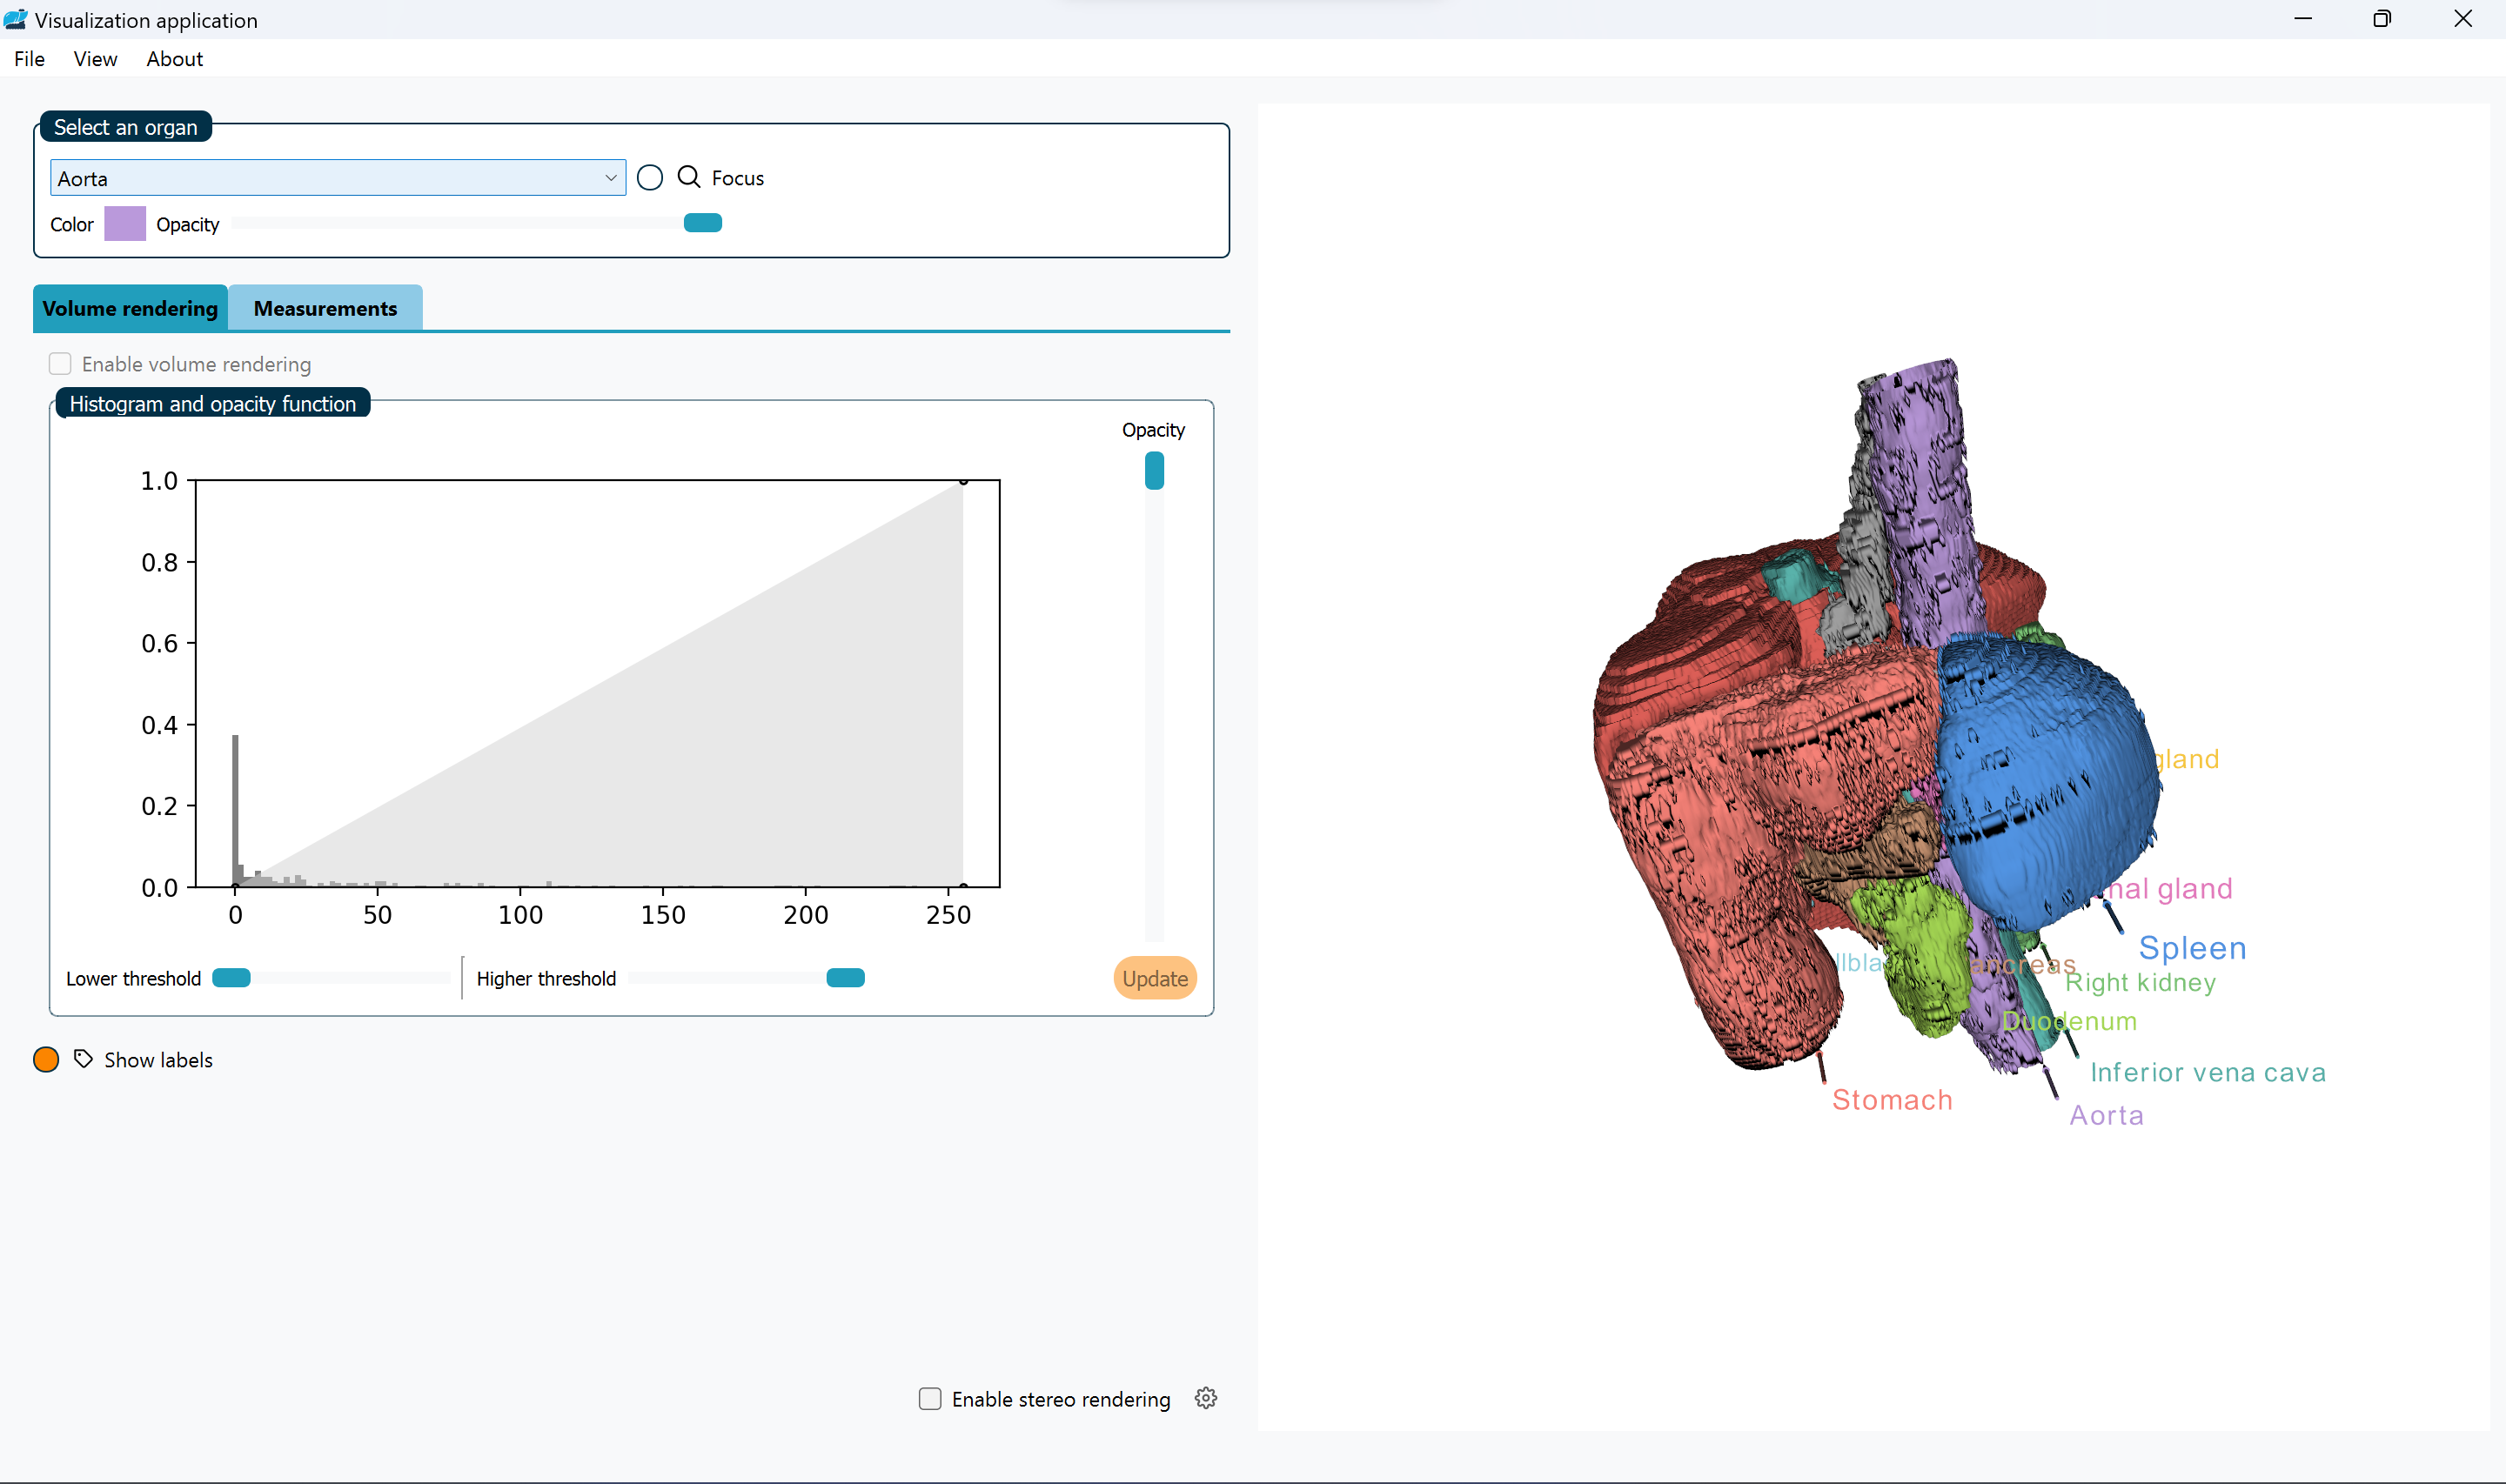 Visualization application
File View About
Select an organ
Aorta
Focus
Color
Opacity
Volume rendering
Measurements
Enable volume rendering
Histogram and opacity function
Opacity
1.0
0.8
0.6
0.4
0.2
0.0
0 50 100 150 200 250
Lower threshold
Higher threshold
Update
Show labels
Enable stereo rendering
gland
nal gland
Spleen
llbla
ancreas
Right kidney
Duodenum
Inferior vena cava
Stomach
Aorta